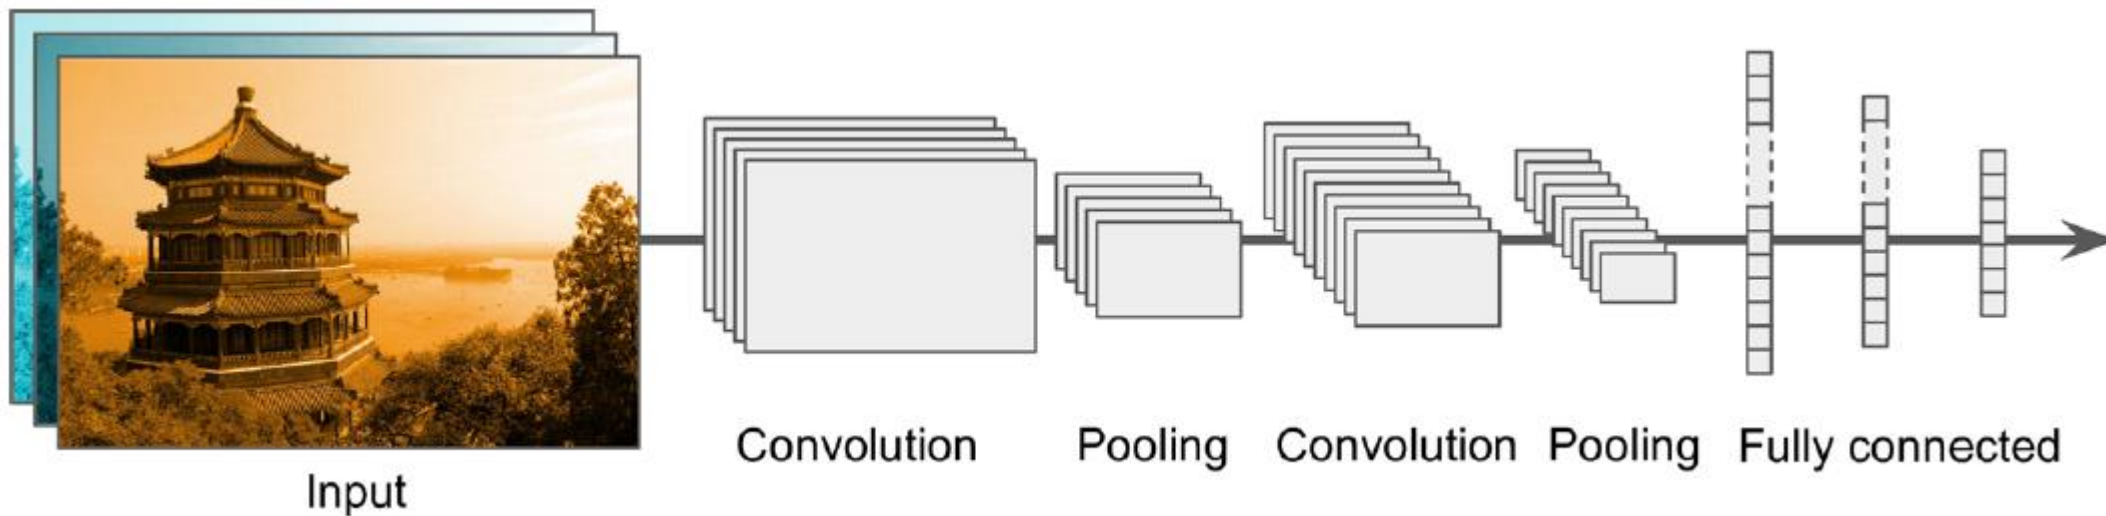 Input
Convolution
Pooling
Convolution
Pooling
Fully connected